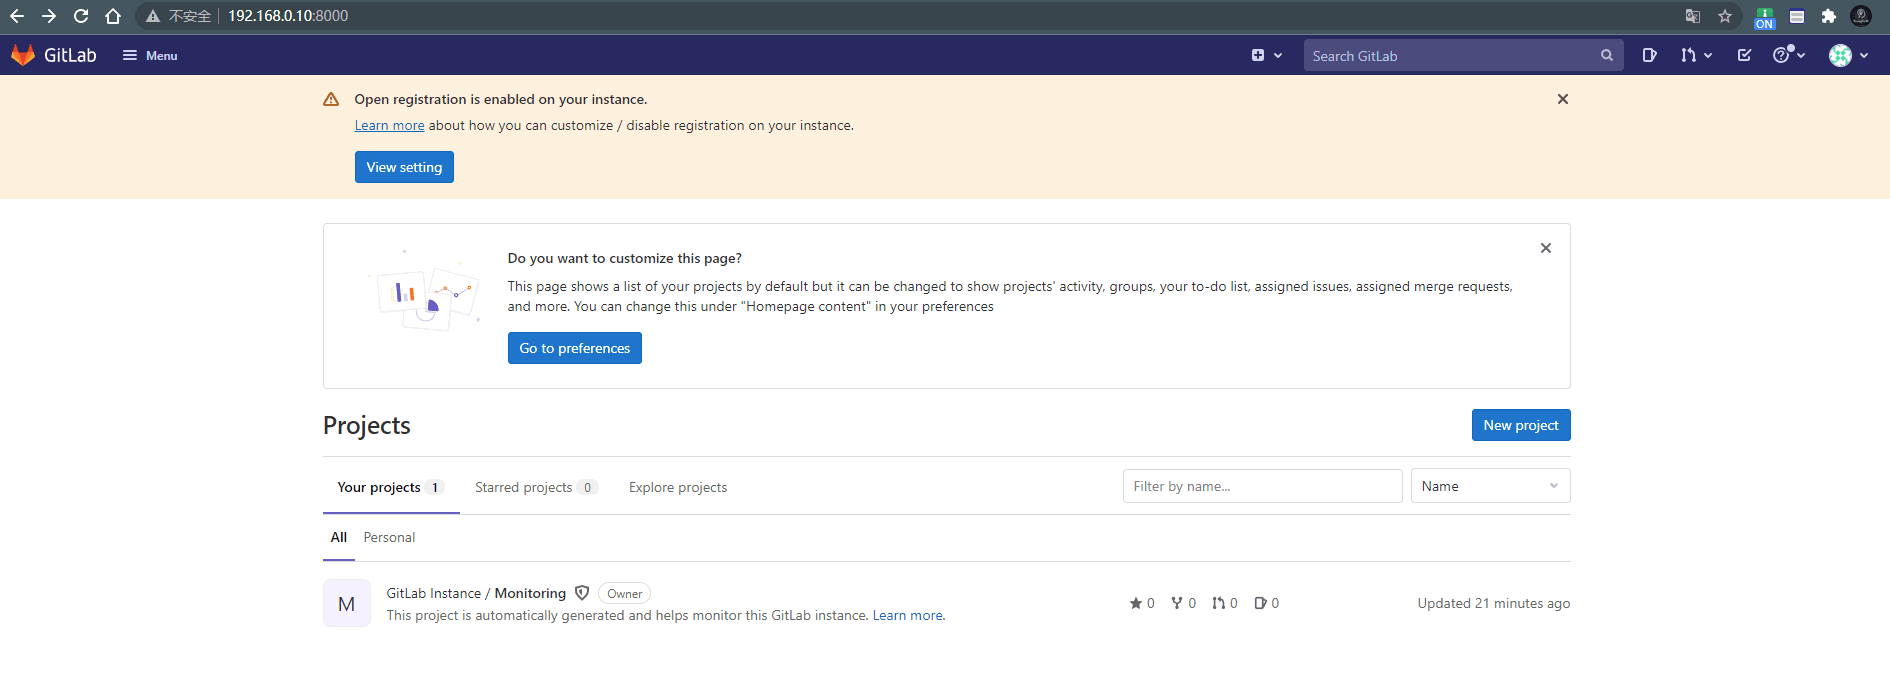 不安全 192.168.0.10:8000
ON
GitLab Menu Search GitLab
Open registration is enabled on your instance.
Learn more about how you can customize / disable registration on your instance.
View setting
Do you want to customize this page?
This page shows a list of your projects by default but it can be changed to show projects' activity, groups, your to-do list, assigned issues, assigned merge requests,
and more. You can change this under "Homepage content" in your preferences
Go to preferences
Projects New project
Your projects 1 Starred projects 0 Explore projects Filter by name... Name
All Personal
M GitLab Instance / Monitoring Owner
0 0 0 0 Updated 21 minutes ago
This project is automatically generated and helps monitor this GitLab instance. Learn more.